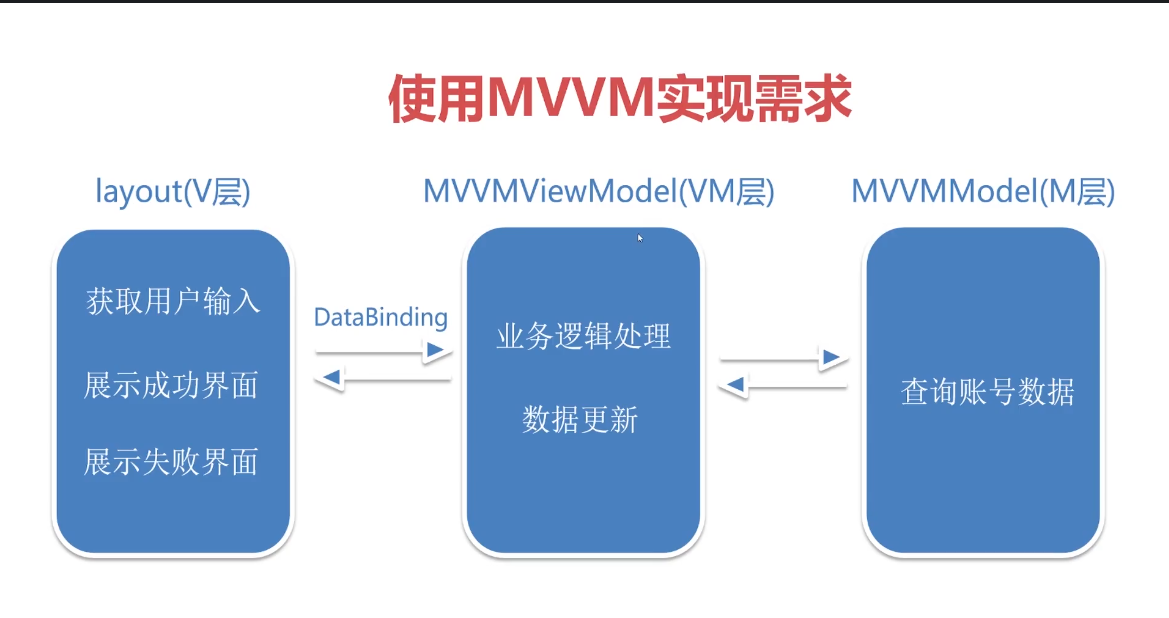 使用MVVM实现需求
layout(V层)
MVVMViewModel(VM层)
MVVMModel(M层)
获取用户输入
展示成功界面
展示失败界面
DataBinding
业务逻辑处理
数据更新
查询账号数据